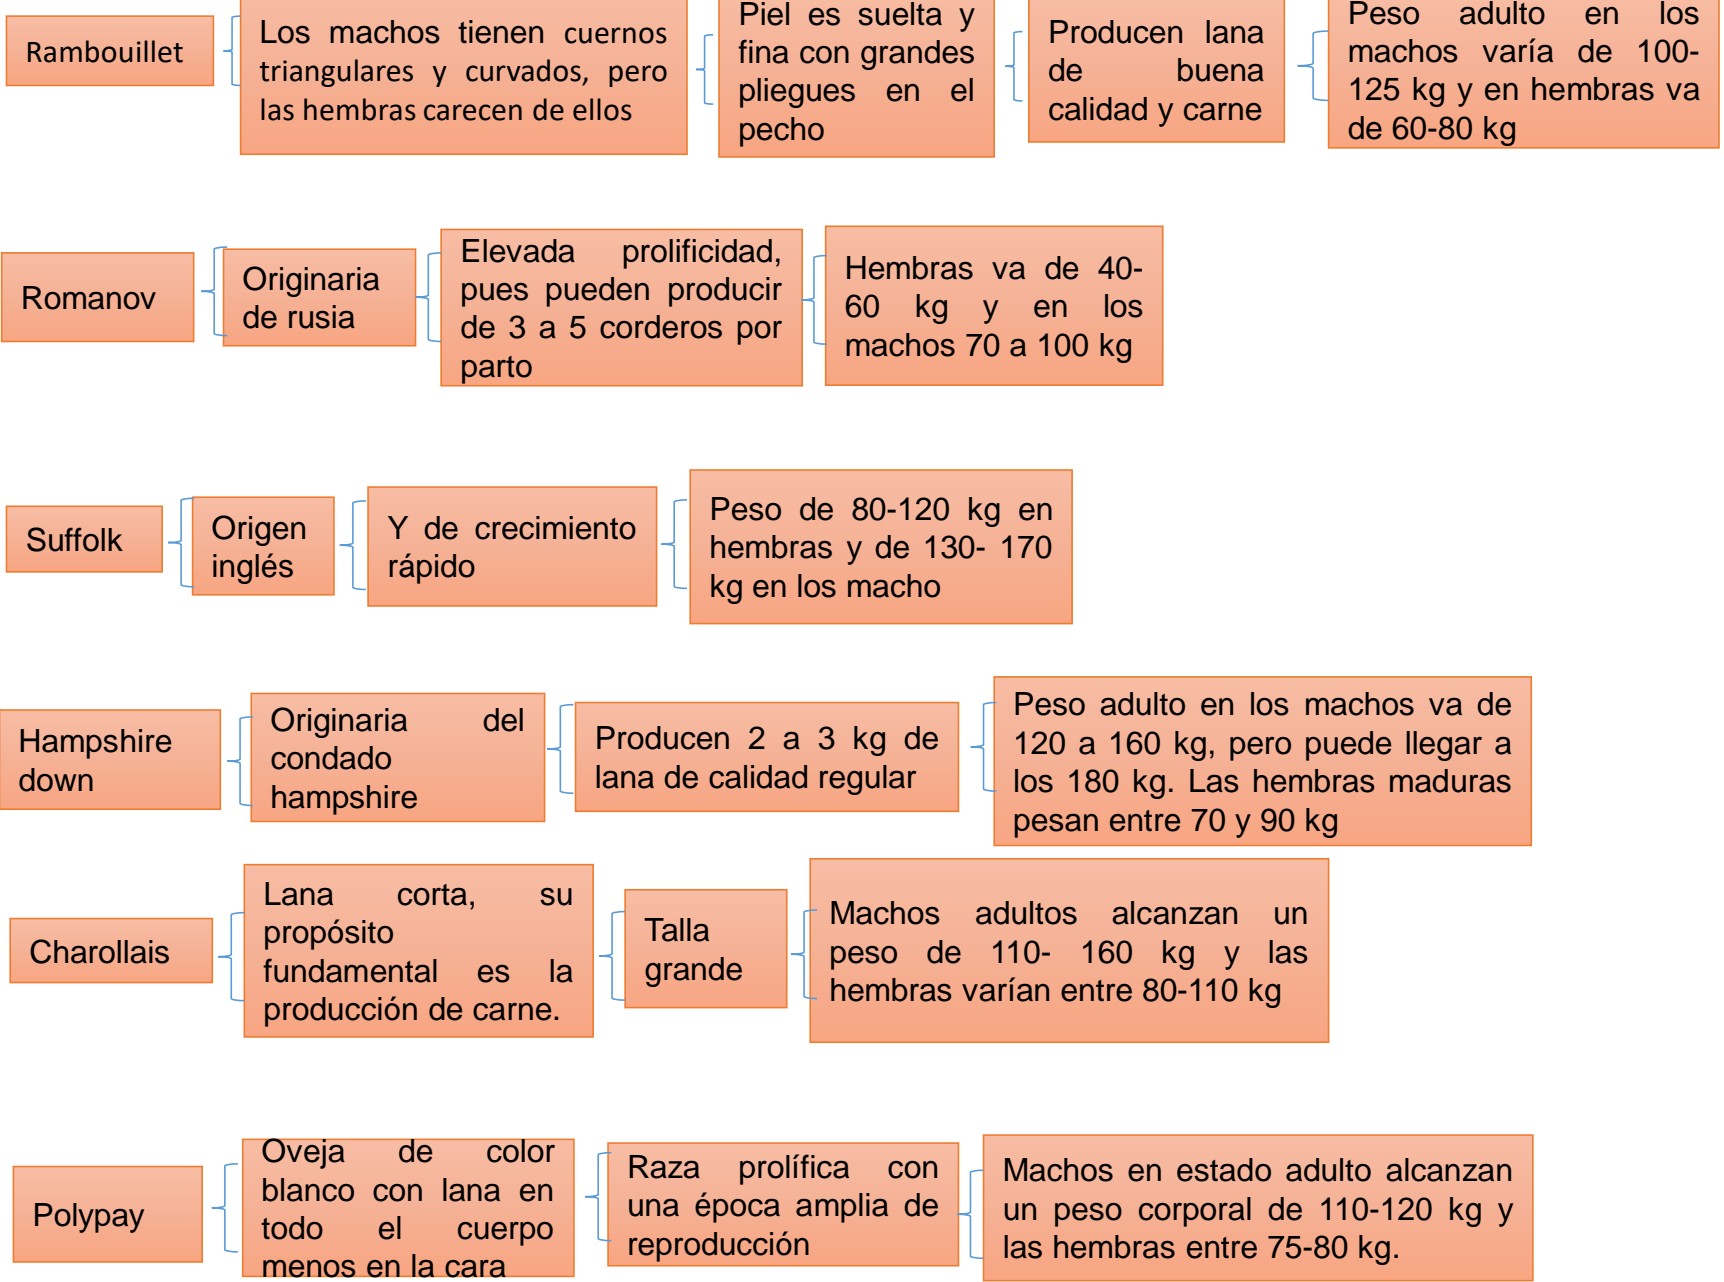 Rambouillet
Los machos tienen cuernos
triangulares y curvados, pero
las hembras carecen de ellos
Piel es suelta y
fina con grandes
pliegues en el
pecho
Producen lana
de buena
calidad y carne
Peso adulto en los
machos varía de 100-
125 kg y en hembras va
de 60-80 kg
Romanov
Originaria
de rusia
Elevada prolificidad,
pues pueden producir
de 3 a 5 corderos por
parto
Hembras va de 40-
60 kg y en los
machos 70 a 100 kg
Suffolk
Origen
inglés
Y de crecimiento
rápido
Peso de 80-120 kg en
hembras y de 130- 170
kg en los macho
Hampshire
down
Originaria del
condado
hampshire
Producen 2 a 3 kg de
lana de calidad regular
Peso adulto en los machos va de
120 a 160 kg, pero puede llegar a
los 180 kg. Las hembras maduras
pesan entre 70 y 90 kg
Charollais
Lana corta, su
propósito
fundamental es la
producción de carne.
Talla
grande
Machos adultos alcanzan un
peso de 110- 160 kg y las
hembras varían entre 80-110 kg
Polypay
Oveja de color
blanco con lana en
todo el cuerpo
menos en la cara
Raza prolífica con
una época amplia de
reproducción
Machos en estado adulto alcanzan
un peso corporal de 110-120 kg y
las hembras entre 75-80 kg.